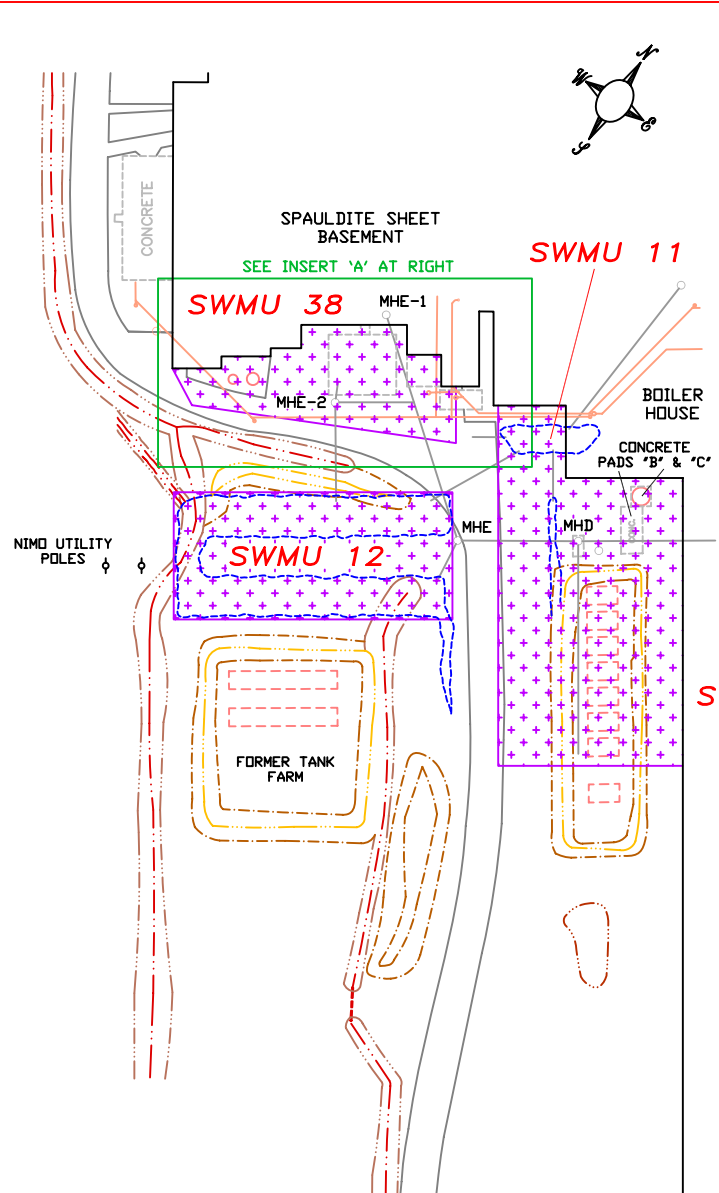 N
W
E
S
CONCRETE
SPAULDITE SHEET
BASEMENT
SWMU 11
SEE INSERT 'A' AT RIGHT
SWMU 38
MHE-1
MHE-2
BOILER
HOUSE
CONCRETE
PADS "B" & "C"
MHE
MHD
NIMO UTILITY
POLES
SWMU 12
S
FORMER TANK
FARM